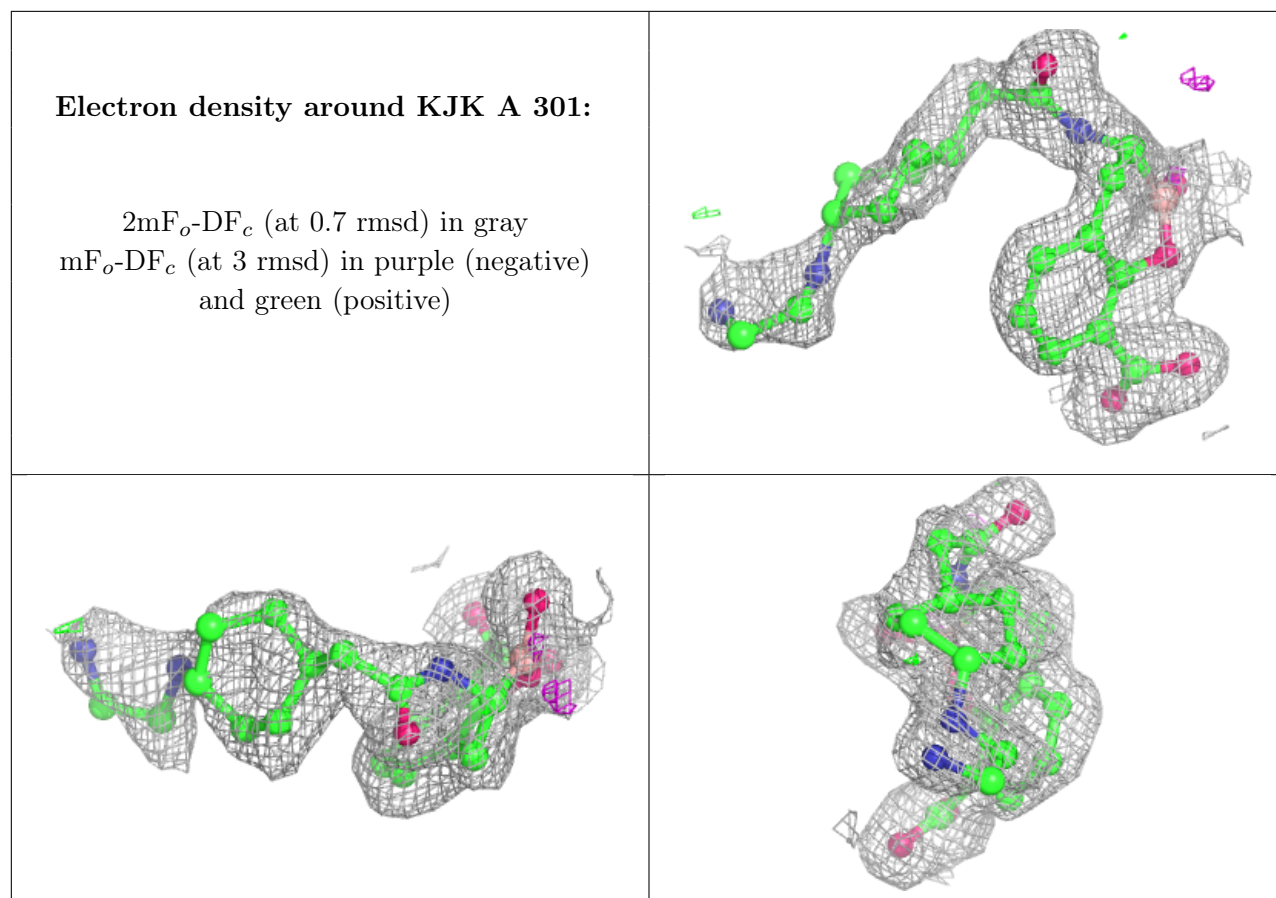 Electron density around KJK A 301:
2mFₒ-DF𝑐 (at 0.7 rmsd) in gray
mFₒ-DF𝑐 (at 3 rmsd) in purple (negative)
and green (positive)